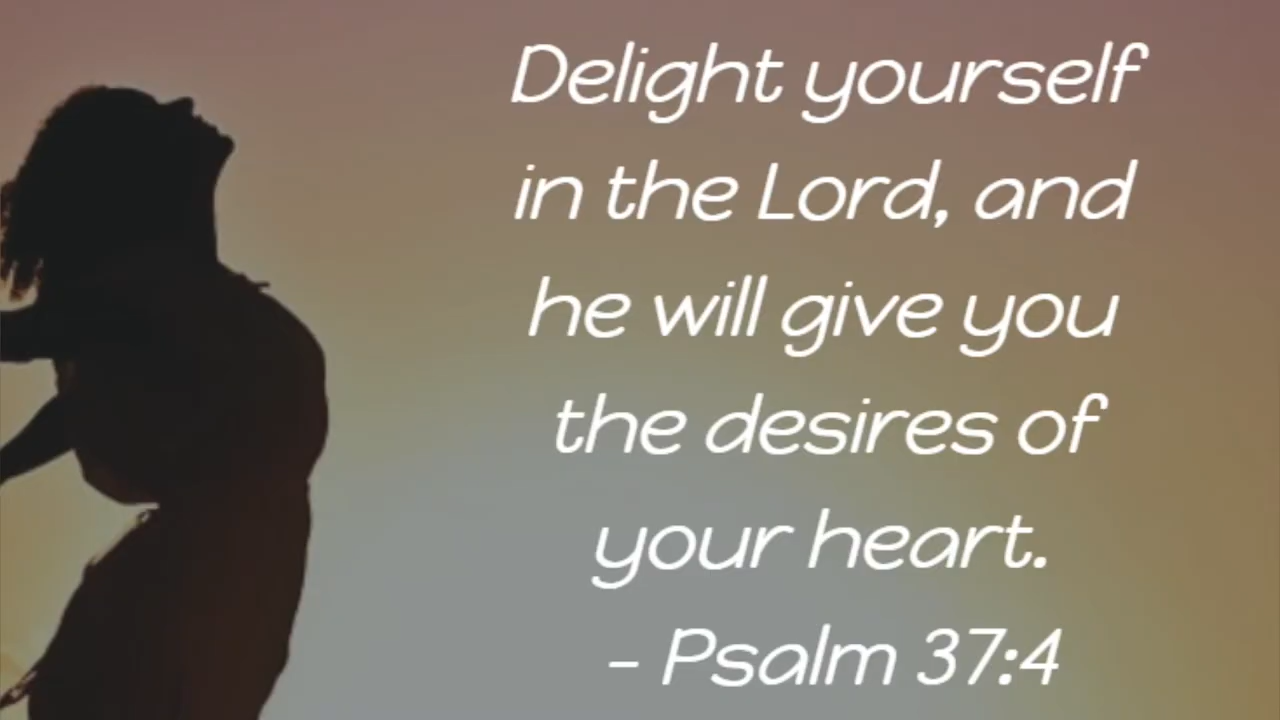 Delight yourself
in the Lord, and
he will give you
the desires of
your heart.
- Psalm 37:4